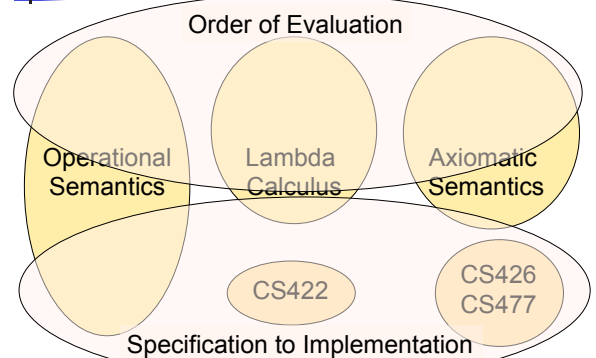 Order of Evaluation
Operational
Semantics
Lambda
Calculus
Axiomatic
Semantics
CS422
CS426
CS477
Specification to Implementation